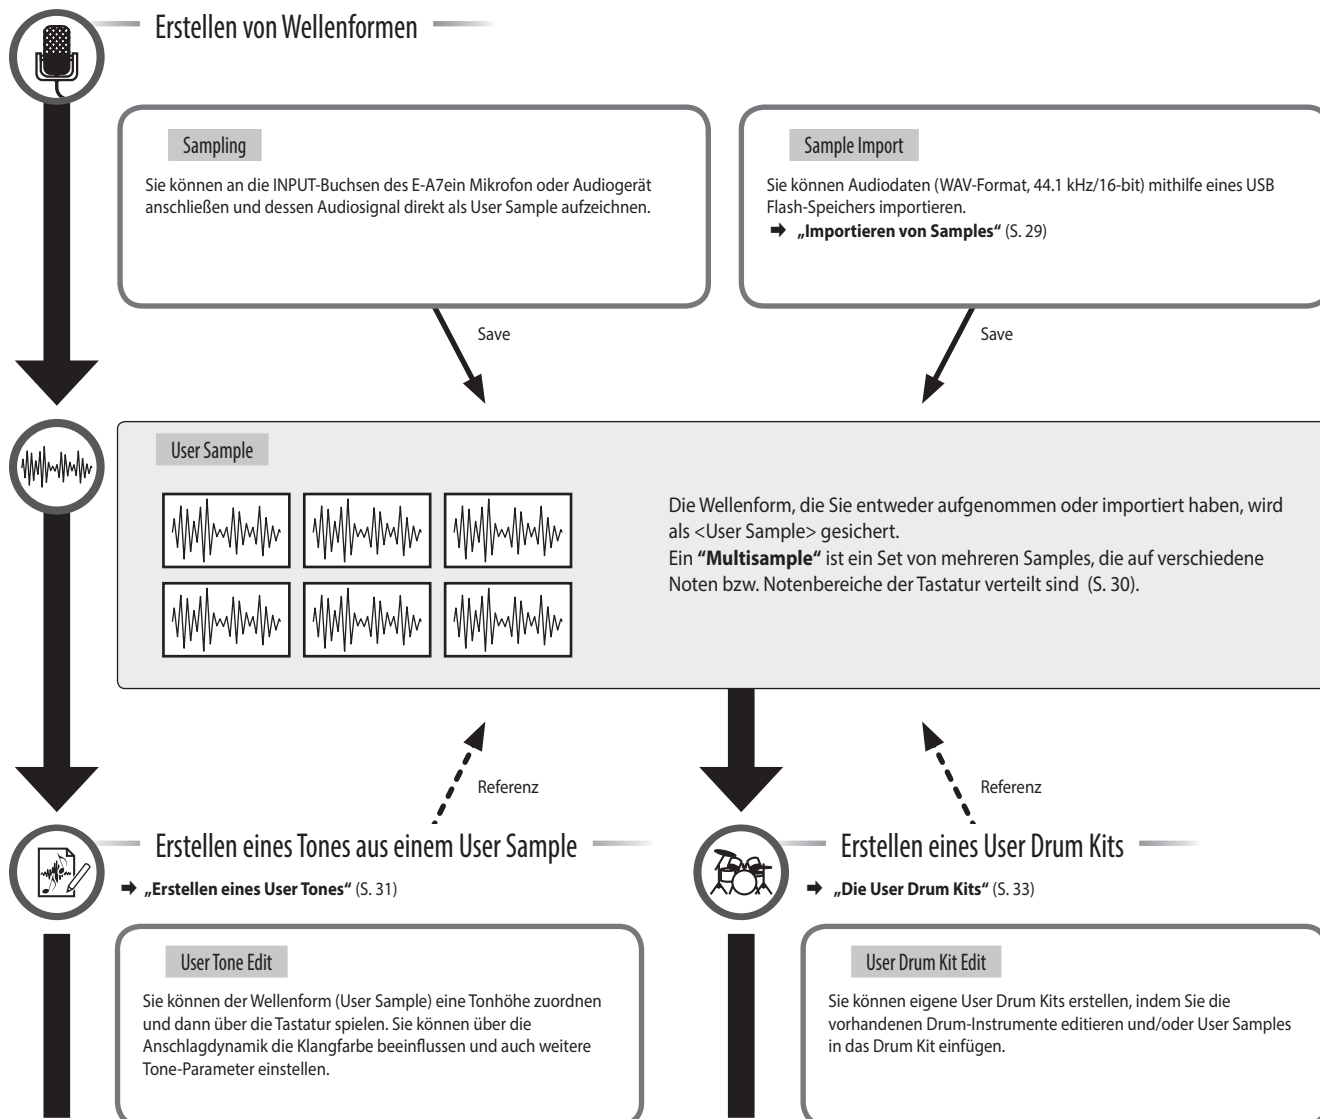 Erstellen von Wellenformen
Sampling
Sie können an die INPUT-Buchsen des E-A7ein Mikrofon oder Audiogerät
anschließen und dessen Audiosignal direkt als User Sample aufzeichnen.
Sample Import
Sie können Audiodaten (WAV-Format, 44.1 kHz/16-bit) mithilfe eines USB
Flash-Speichers importieren.
➡ „Importieren von Samples“ (S. 29)
Save
Save
User Sample
Die Wellenform, die Sie entweder aufgenommen oder importiert haben, wird
als <User Sample> gesichert.
Ein “Multisample“ ist ein Set von mehreren Samples, die auf verschiedene
Noten bzw. Notenbereiche der Tastatur verteilt sind (S. 30).
Referenz
Referenz
Erstellen eines Tones aus einem User Sample
➡ „Erstellen eines User Tones“ (S. 31)
User Tone Edit
Sie können der Wellenform (User Sample) eine Tonhöhe zuordnen
und dann über die Tastatur spielen. Sie können über die
Anschlagdynamik die Klangfarbe beeinflussen und auch weitere
Tone-Parameter einstellen.
Erstellen eines User Drum Kits
➡ „Die User Drum Kits“ (S. 33)
User Drum Kit Edit
Sie können eigene User Drum Kits erstellen, indem Sie die
vorhandenen Drum-Instrumente editieren und/oder User Samples
in das Drum Kit einfügen.